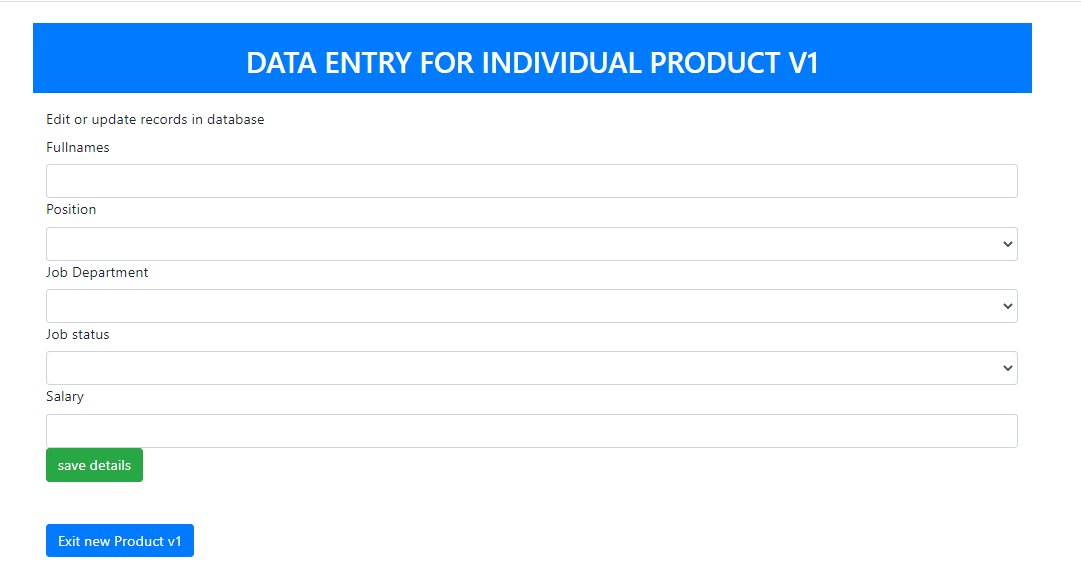 DATA ENTRY FOR INDIVIDUAL PRODUCT V1
Edit or update records in database
Fullnames
Position
Job Department
Job status
Salary
save details
Exit new Product v1